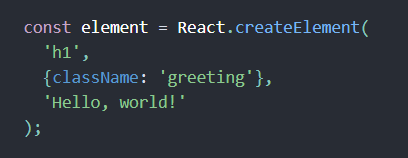 const element = React.createElement(
  'h1',
  {className: 'greeting'},
  'Hello, world!'
);